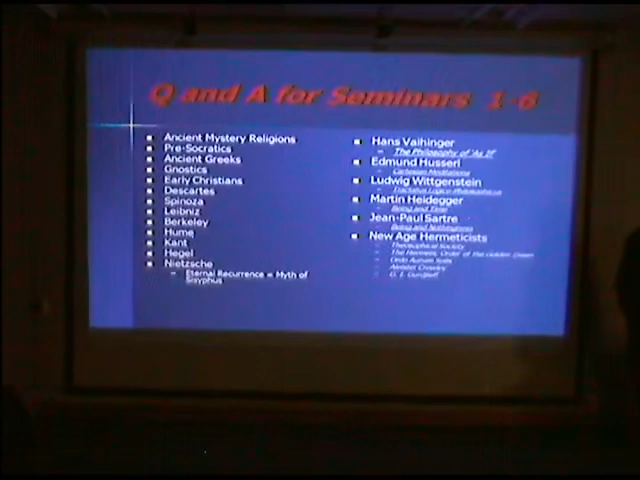 Q and A for Seminars 1-6
Ancient Mystery Religions
Pre-Socratics
Ancient Greeks
Gnostics
Early Christians
Descartes
Spinoza
Leibniz
Berkeley
Hume
Kant
Hegel
Nietzsche
– Eternal Recurrence = Myth of
Sisyphus
Hans Vaihinger
– The Philosophy of 'As If'
Edmund Husserl
– Cartesian Meditations
Ludwig Wittgenstein
– Tractatus Logico-Philosophicus
Martin Heidegger
– Being and Time
Jean-Paul Sartre
– Being and Nothingness
New Age Hermeticists
– Theosophical Society
– The Hermetic Order of the Golden Dawn
– Ordo Aurum Solis
– Aleister Crowley
– G. I. Gurdjieff